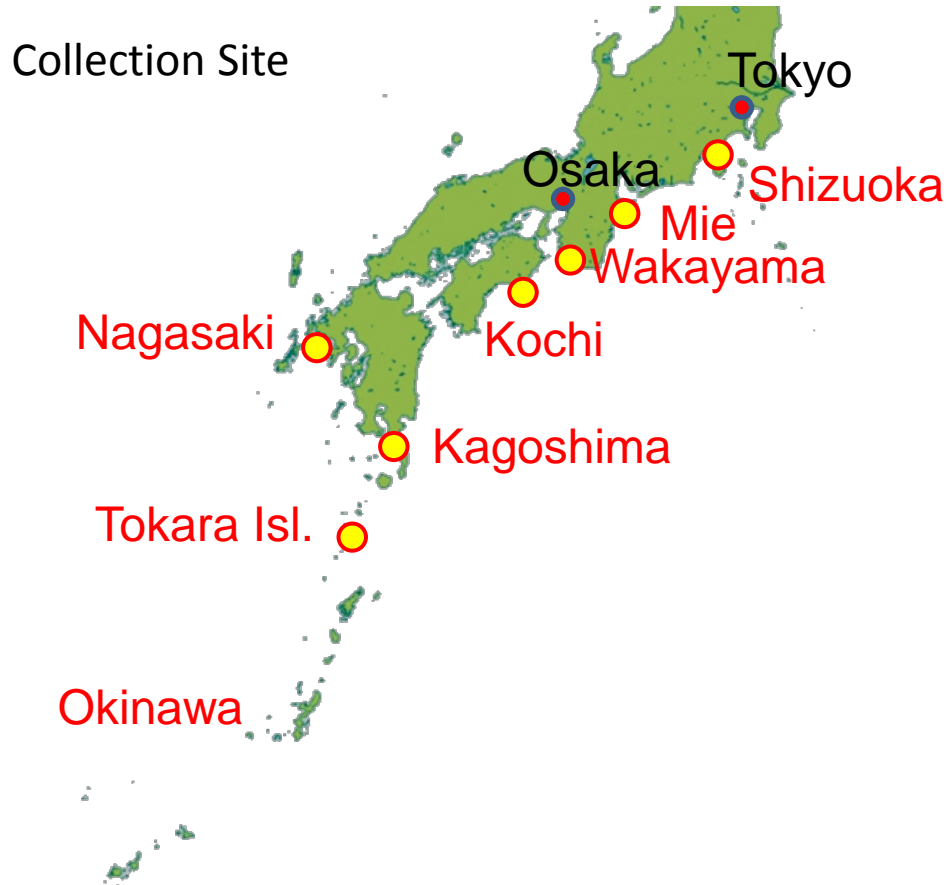 Collection Site
Tokyo
Osaka
Shizuoka
Mie
Wakayama
Nagasaki
Kochi
Kagoshima
Tokara Isl.
Okinawa